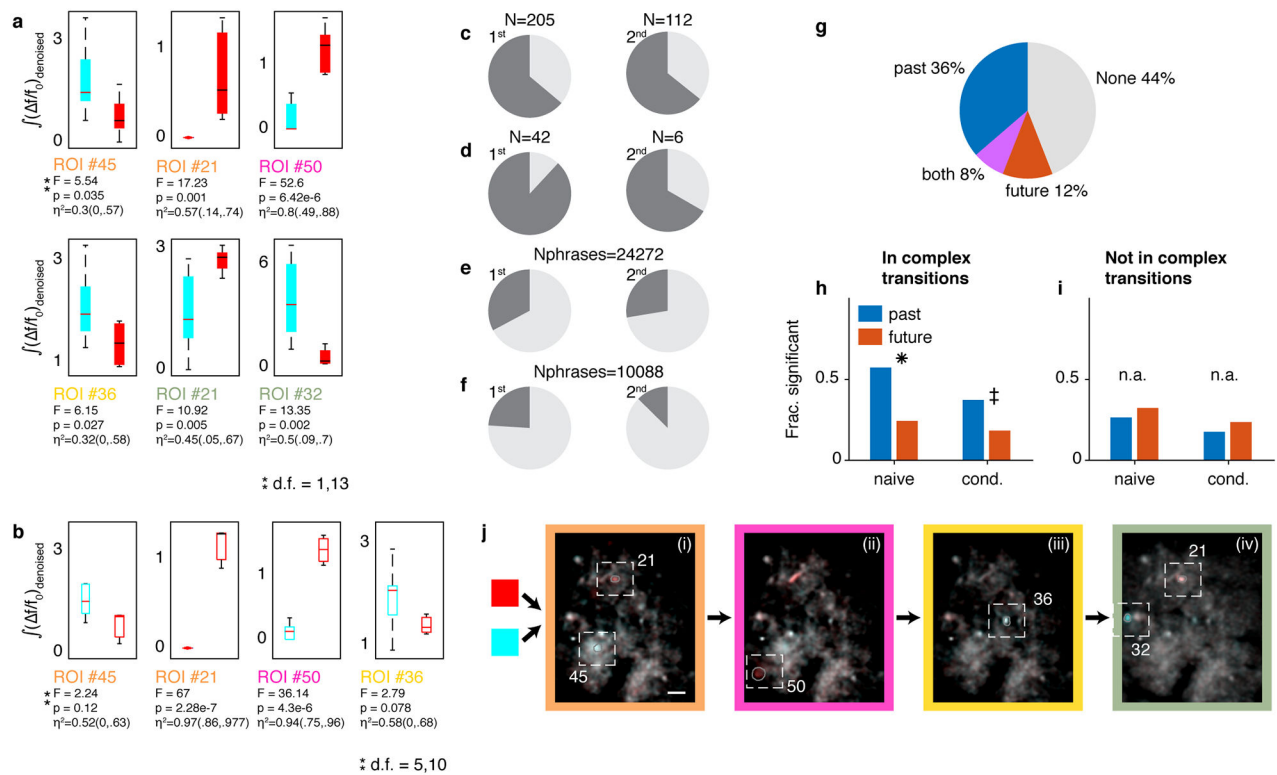 a
∫(Δf/f₀)denoised
3
0
1
0
1
0
ROI #45
ROI #21
ROI #50
⁑ F = 5.54
p = 0.035
η²=0.3(0,.57)
F = 17.23
p = 0.001
η²=0.57(.14,.74)
F = 52.6
p = 6.42e-6
η²=0.8(.49,.88)
∫(Δf/f₀)denoised
3
1
3
0
6
0
ROI #36
ROI #21
ROI #32
F = 6.15
p = 0.027
η²=0.32(0,.58)
F = 10.92
p = 0.005
η²=0.45(.05,.67)
F = 13.35
p = 0.002
η²=0.5(.09,.7)
⁑ d.f. = 1,13
b
∫(Δf/f₀)denoised
3
0
1
0
1
0
3
1
ROI #45
ROI #21
ROI #50
ROI #36
⁑ F = 2.24
p = 0.12
η²=0.52(0,.63)
F = 67
p = 2.28e-7
η²=0.97(.86,.977)
F = 36.14
p = 4.3e-6
η²=0.94(.75,.96)
F = 2.79
p = 0.078
η²=0.58(0,.68)
⁑ d.f. = 5,10
c
N=205
N=112
1st
2nd
d
N=42
N=6
1st
2nd
e
Nphrases=24272
1st
2nd
f
Nphrases=10088
1st
2nd
g
past 36%
None 44%
both 8%
future 12%
In complex
transitions
h
Frac. significant
0.5
0
past
future
*
‡
naive
cond.
Not in complex
transitions
i
0.5
0
n.a.
n.a.
naive
cond.
j
(i)
21
45
(ii)
50
(iii)
36
(iv)
21
32